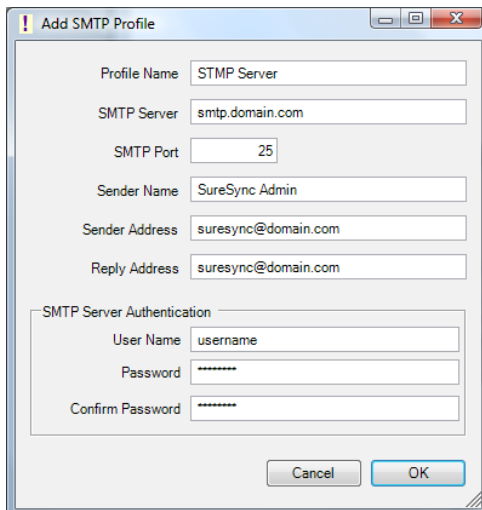 Add SMTP Profile
Profile Name STMP Server
SMTP Server smtp.domain.com
SMTP Port 25
Sender Name SureSync Admin
Sender Address suresync@domain.com
Reply Address suresync@domain.com
SMTP Server Authentication
User Name username
Password ********
Confirm Password ********
Cancel OK